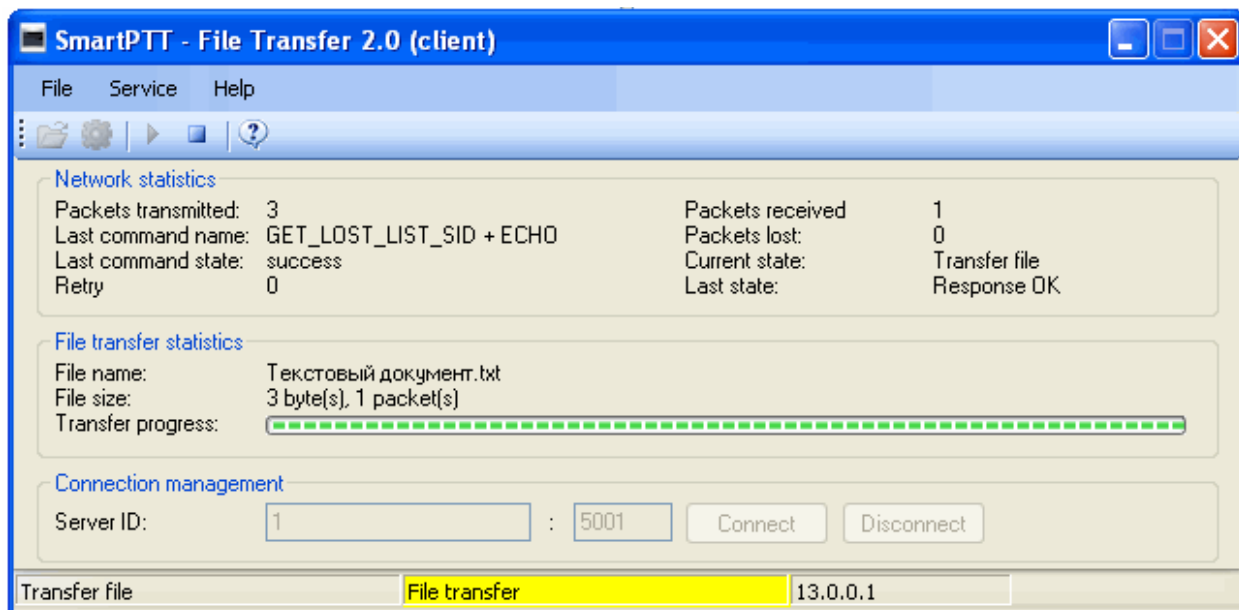 SmartPTT - File Transfer 2.0 (client)
File Service Help
Network statistics
Packets transmitted: 3 Packets received 1
Last command name: GET_LOST_LIST_SID + ECHO Packets lost: 0
Last command state: success Current state: Transfer file
Retry 0 Last state: Response OK
File transfer statistics
File name: Текстовый документ.txt
File size: 3 byte(s), 1 packet(s)
Transfer progress:
Connection management
Server ID: 1 : 5001 Connect Disconnect
Transfer file File transfer 13.0.0.1